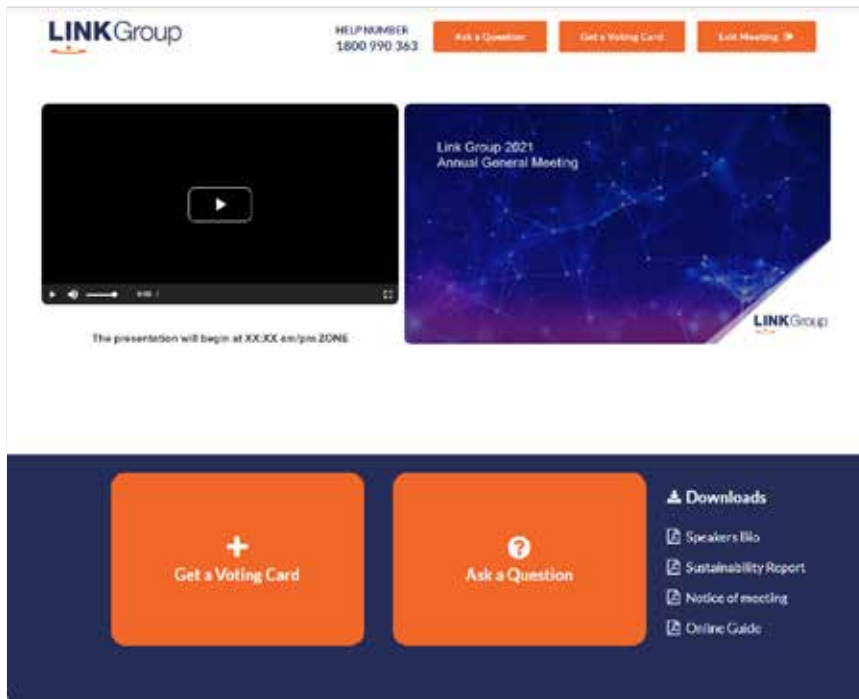 LINKGroup
HELP NUMBER
1800 990 363
Ask a Question
Get a Voting Card
Exit Meeting
Link Group 2021
Annual General Meeting
LINKGroup
0:00 /
The presentation will begin at XX:XX am/pm ZONE
Get a Voting Card
Ask a Question
Downloads
Speakers Bio
Sustainability Report
Notice of meeting
Online Guide